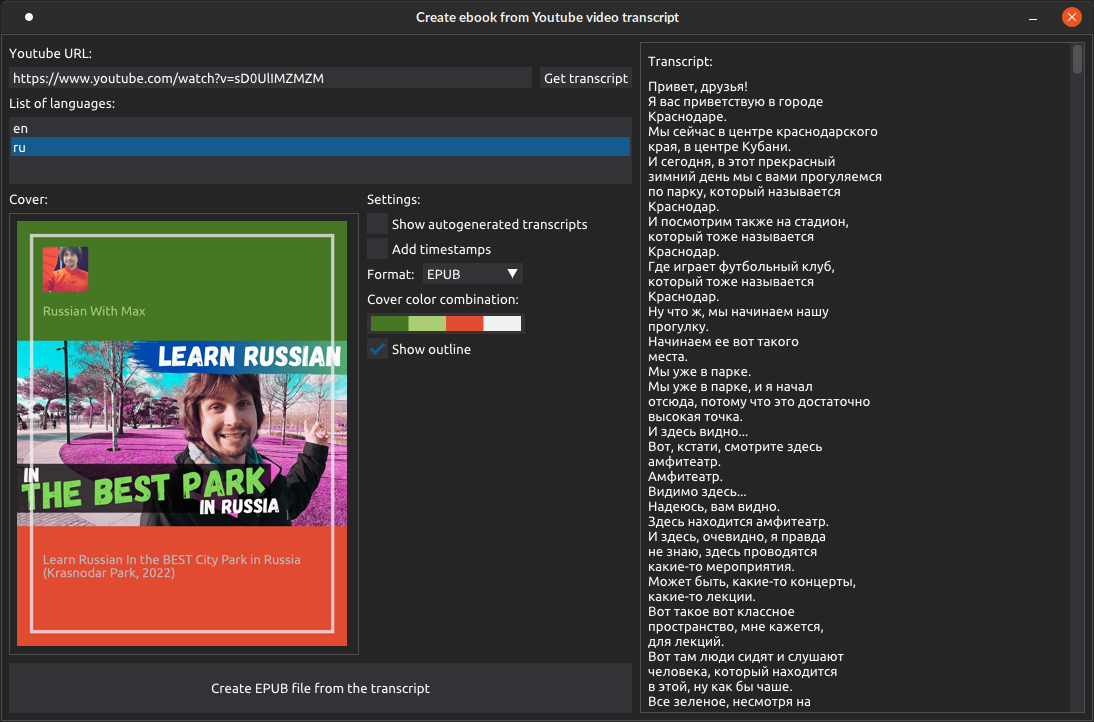 Create ebook from Youtube video transcript
Youtube URL:
https://www.youtube.com/watch?v=sD0UlIMZMZM
Get transcript
List of languages:
en
ru
Cover:
Russian With Max
LEARN RUSSIAN
IN
THE BEST PARK
IN RUSSIA
Learn Russian In the BEST City Park in Russia
(Krasnodar Park, 2022)
Settings:
Show autogenerated transcripts
Add timestamps
Format: EPUB
Cover color combination:
Show outline
Create EPUB file from the transcript
Transcript:
Привет, друзья!
Я вас приветствую в городе
Краснодаре.
Мы сейчас в центре краснодарского
края, в центре Кубани.
И сегодня, в этот прекрасный
зимний день мы с вами прогуляемся
по парку, который называется
Краснодар.
И посмотрим также на стадион,
который тоже называется
Краснодар.
Где играет футбольный клуб,
который тоже называется
Краснодар.
Ну что ж, мы начинаем нашу
прогулку.
Начинаем ее вот такого
места.
Мы уже в парке.
Мы уже в парке, и я начал
отсюда, потому что это достаточно
высокая точка.
И здесь видно...
Вот, кстати, смотрите здесь
амфитеатр.
Амфитеатр.
Видимо здесь...
Надеюсь, вам видно.
Здесь находится амфитеатр.
И здесь, очевидно, я правда
не знаю, здесь проводятся
какие-то мероприятия.
Может быть, какие-то концерты,
какие-то лекции.
Вот такое вот классное
пространство, мне кажется,
для лекций.
Вот там люди сидят и слушают
человека, который находится
в этой, ну как бы чаше.
Все зеленое, несмотря на